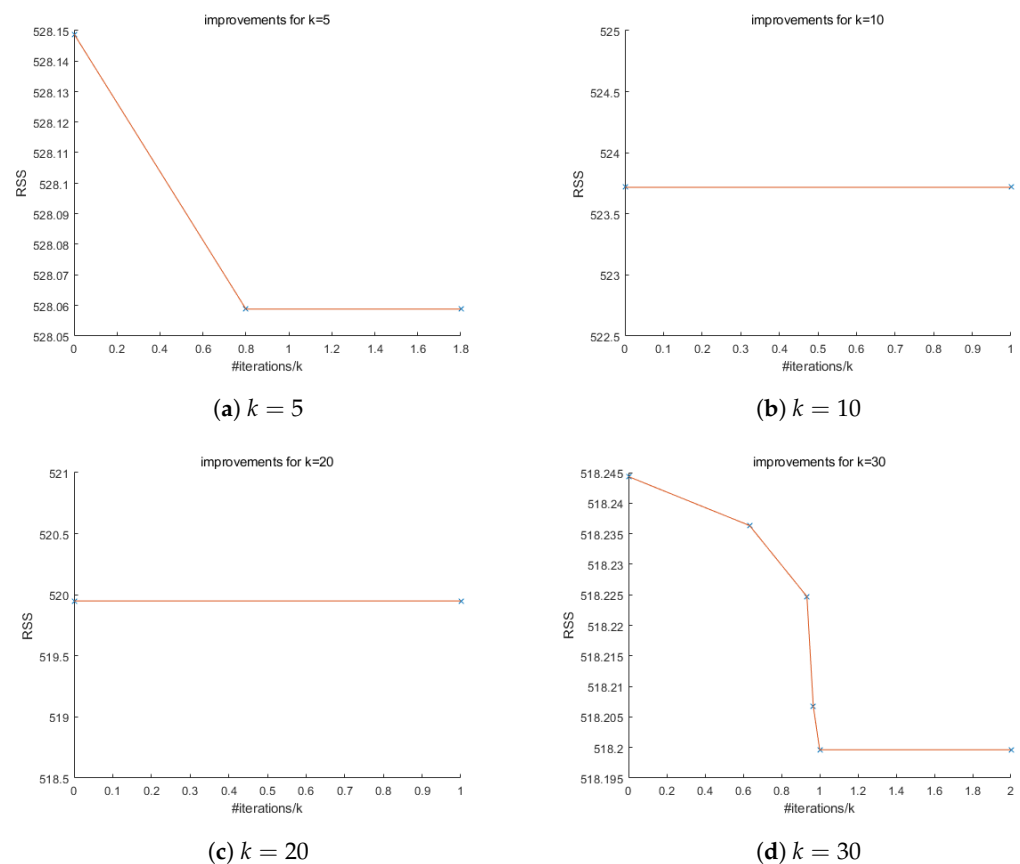 improvements for k=5
528.15
528.14
528.13
528.12
528.11
528.1
528.09
528.08
528.07
528.06
528.05
RSS
0 0.2 0.4 0.6 0.8 1 1.2 1.4 1.6 1.8
#iterations/k
(a) k = 5
improvements for k=10
525
524.5
524
523.5
523
522.5
RSS
0 0.1 0.2 0.3 0.4 0.5 0.6 0.7 0.8 0.9 1
#iterations/k
(b) k = 10
improvements for k=20
521
520.5
520
519.5
519
518.5
RSS
0 0.1 0.2 0.3 0.4 0.5 0.6 0.7 0.8 0.9 1
#iterations/k
(c) k = 20
improvements for k=30
518.245
518.24
518.235
518.23
518.225
518.22
518.215
518.21
518.205
518.2
518.195
RSS
0 0.2 0.4 0.6 0.8 1 1.2 1.4 1.6 1.8 2
#iterations/k
(d) k = 30